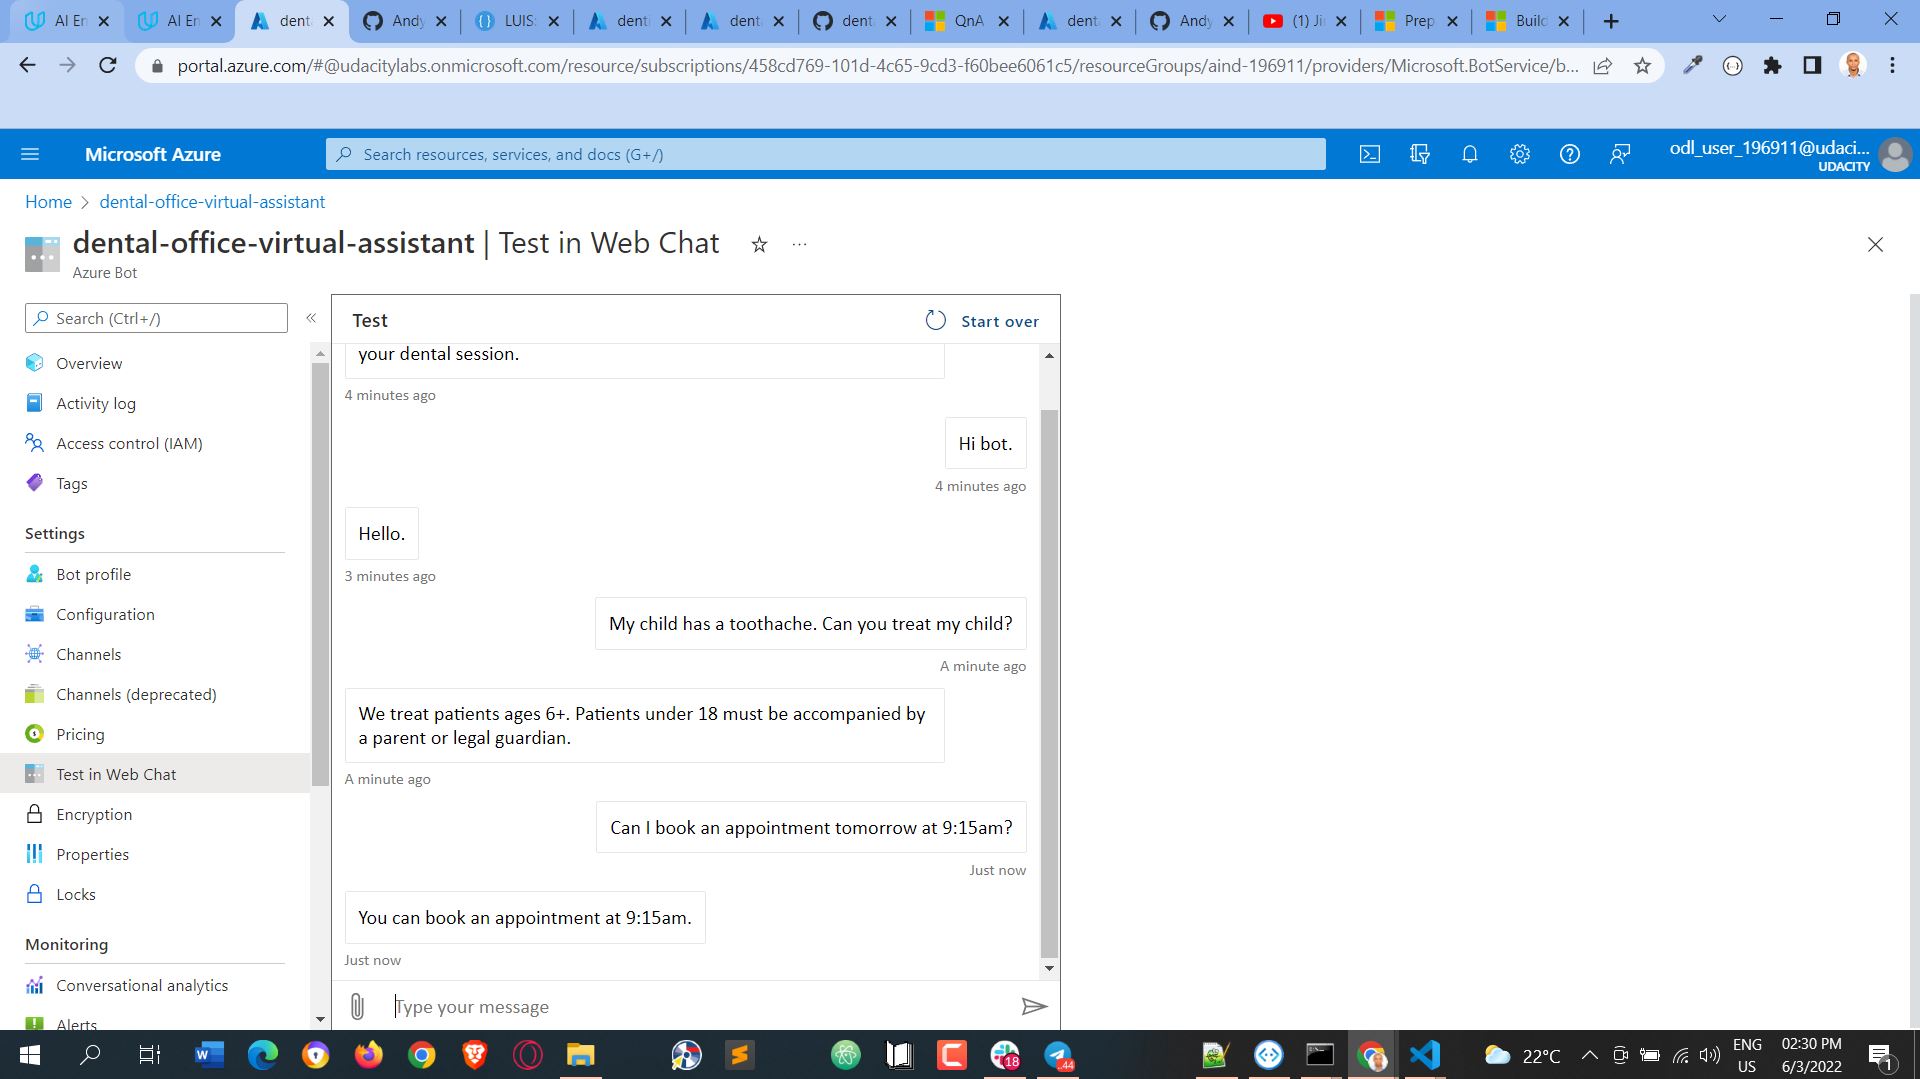 AI En
AI En
denta
Andy
LUIS:
denti
denta
denta
QnA
denta
Andy
(1) Ji
Prep
Build
portal.azure.com/#@udacitylabs.onmicrosoft.com/resource/subscriptions/458cd769-101d-4c65-9cd3-f60bee6061c5/resourceGroups/aind-196911/providers/Microsoft.BotService/b...
Microsoft Azure
Search resources, services, and docs (G+/)
odl_user_196911@udaci...
UDACITY
Home > dental-office-virtual-assistant
dental-office-virtual-assistant | Test in Web Chat
Azure Bot
Search (Ctrl+/)
Overview
Activity log
Access control (IAM)
Tags
Settings
Bot profile
Configuration
Channels
Channels (deprecated)
Pricing
Test in Web Chat
Encryption
Properties
Locks
Monitoring
Conversational analytics
Alerts
Test
Start over
your dental session.
4 minutes ago
Hi bot.
4 minutes ago
Hello.
3 minutes ago
My child has a toothache. Can you treat my child?
A minute ago
We treat patients ages 6+. Patients under 18 must be accompanied by
a parent or legal guardian.
A minute ago
Can I book an appointment tomorrow at 9:15am?
Just now
You can book an appointment at 9:15am.
Just now
Type your message
18
44
22°C
ENG
US
02:30 PM
6/3/2022
1